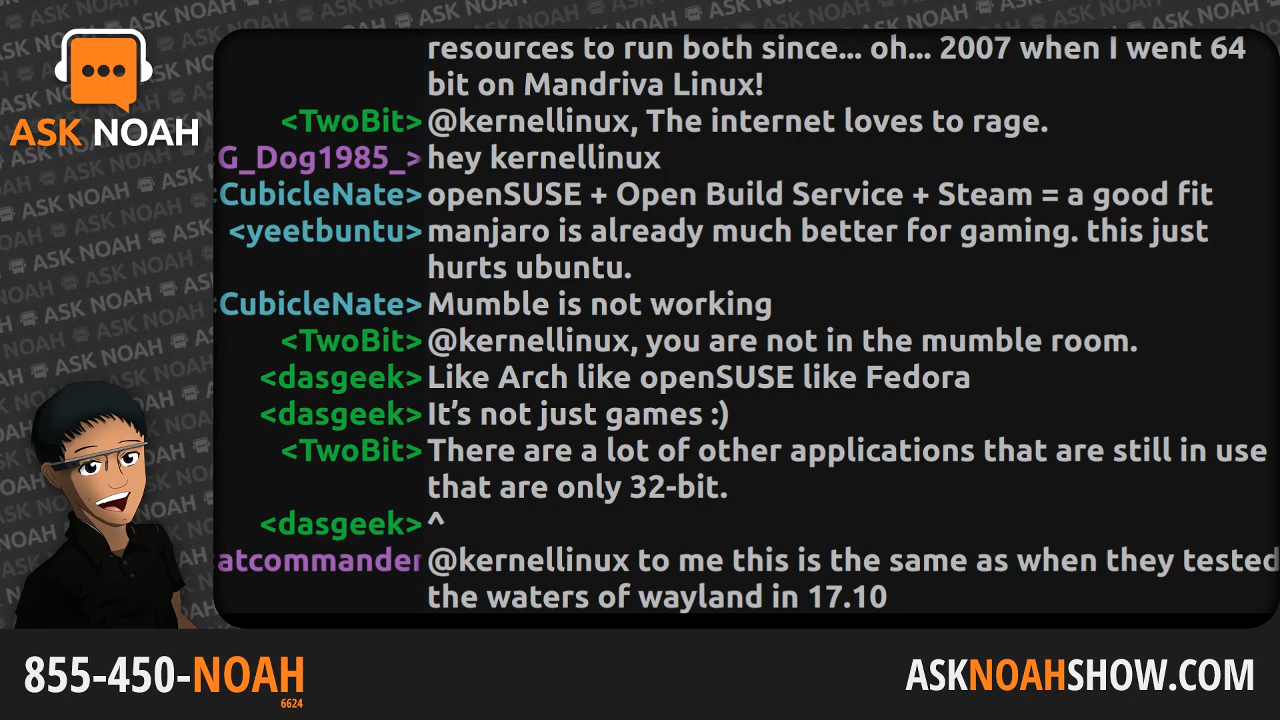 ASK NOAH
resources to run both since... oh... 2007 when I went 64
bit on Mandriva Linux!
<TwoBit> @kernellinux, The internet loves to rage.
G_Dog1985_> hey kernellinux
CubicleNate> openSUSE + Open Build Service + Steam = a good fit
<yeetbuntu> manjaro is already much better for gaming. this just
hurts ubuntu.
CubicleNate> Mumble is not working
<TwoBit> @kernellinux, you are not in the mumble room.
<dasgeek> Like Arch like openSUSE like Fedora
<dasgeek> It’s not just games :)
<TwoBit> There are a lot of other applications that are still in use
that are only 32-bit.
<dasgeek> ^
atcommander @kernellinux to me this is the same as when they tested
the waters of wayland in 17.10
855-450-NOAH
6624
ASKNOAHSHOW.COM